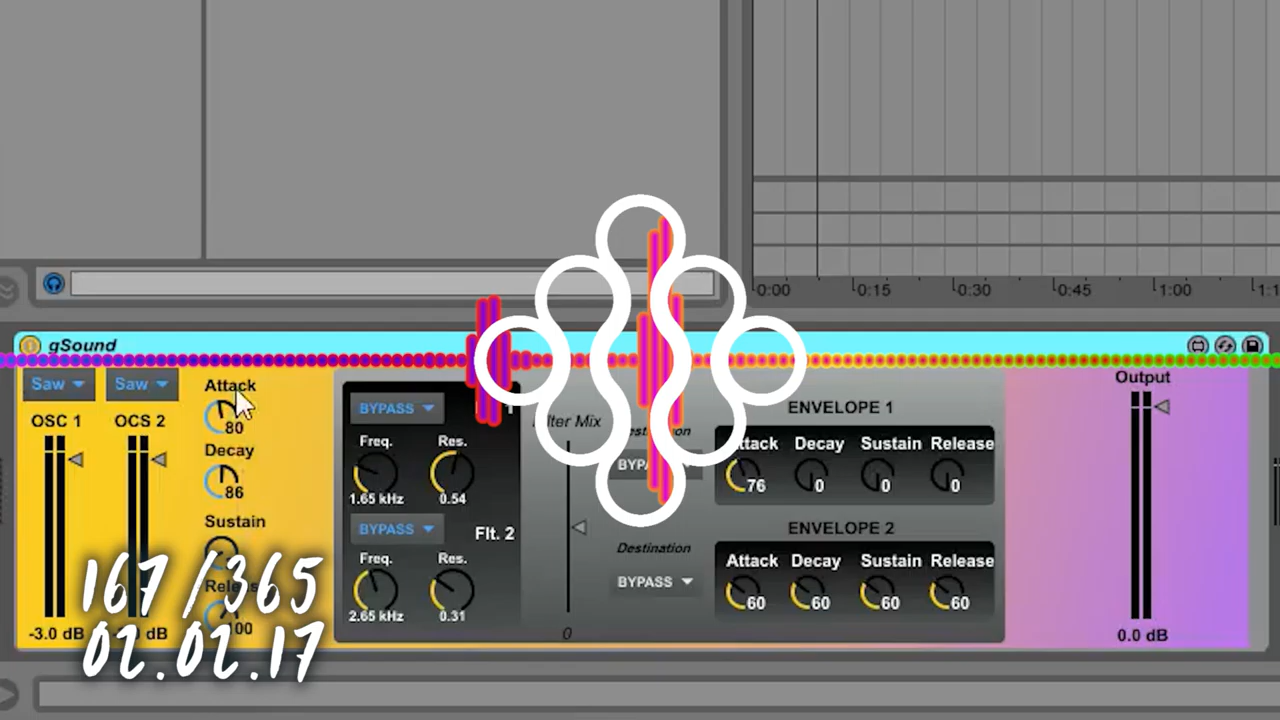 0:00 0:15 0:30 0:45 1:00
gSound
Saw Saw Attack Output
OSC 1 OCS 2 80
Decay
86
Sustain
100
-3.0 dB dB
BYPASS
Freq. Res.
1.65 kHz 0.54
BYPASS Flt. 2
Freq. Res.
2.65 kHz 0.31
Mix
0
Destination
BYPASS
ENVELOPE 1
Attack Decay Sustain Release
76 0 0 0
ENVELOPE 2
Attack Decay Sustain Release
60 60 60 60
0.0 dB
167/365
02.02.17